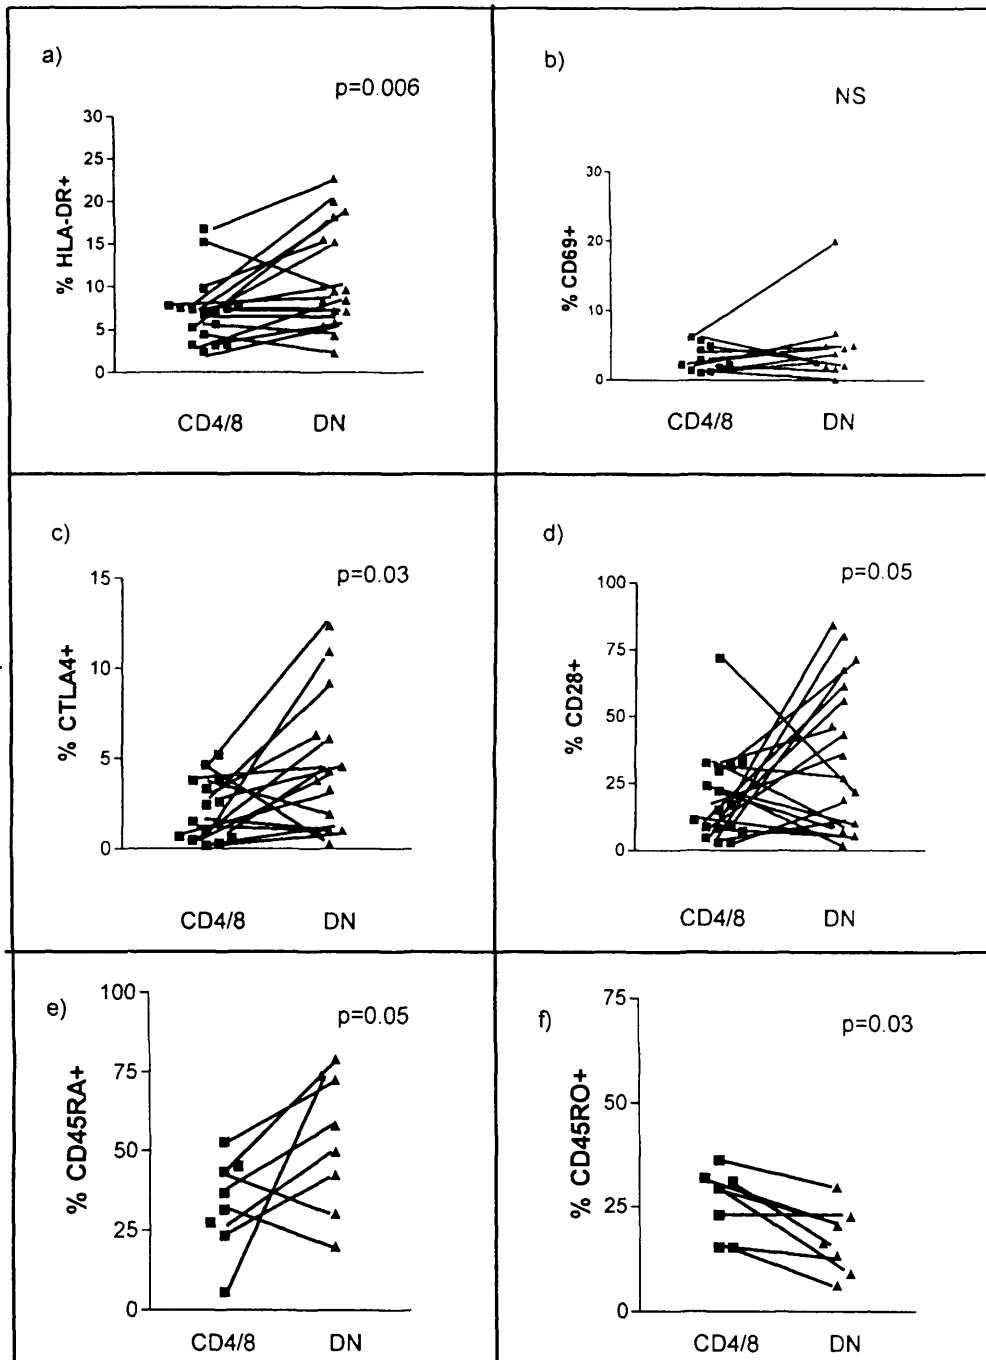 a)
p=0.006
30
25
20
15
10
5
0
% HLA-DR+
CD4/8 DN
b)
NS
30
20
10
0
% CD69+
CD4/8 DN
c)
p=0.03
15
10
5
0
% CTLA4+
CD4/8 DN
d)
p=0.05
100
75
50
25
0
% CD28+
CD4/8 DN
e)
p=0.05
100
75
50
25
0
% CD45RA+
CD4/8 DN
f)
p=0.03
75
50
25
0
% CD45RO+
CD4/8 DN